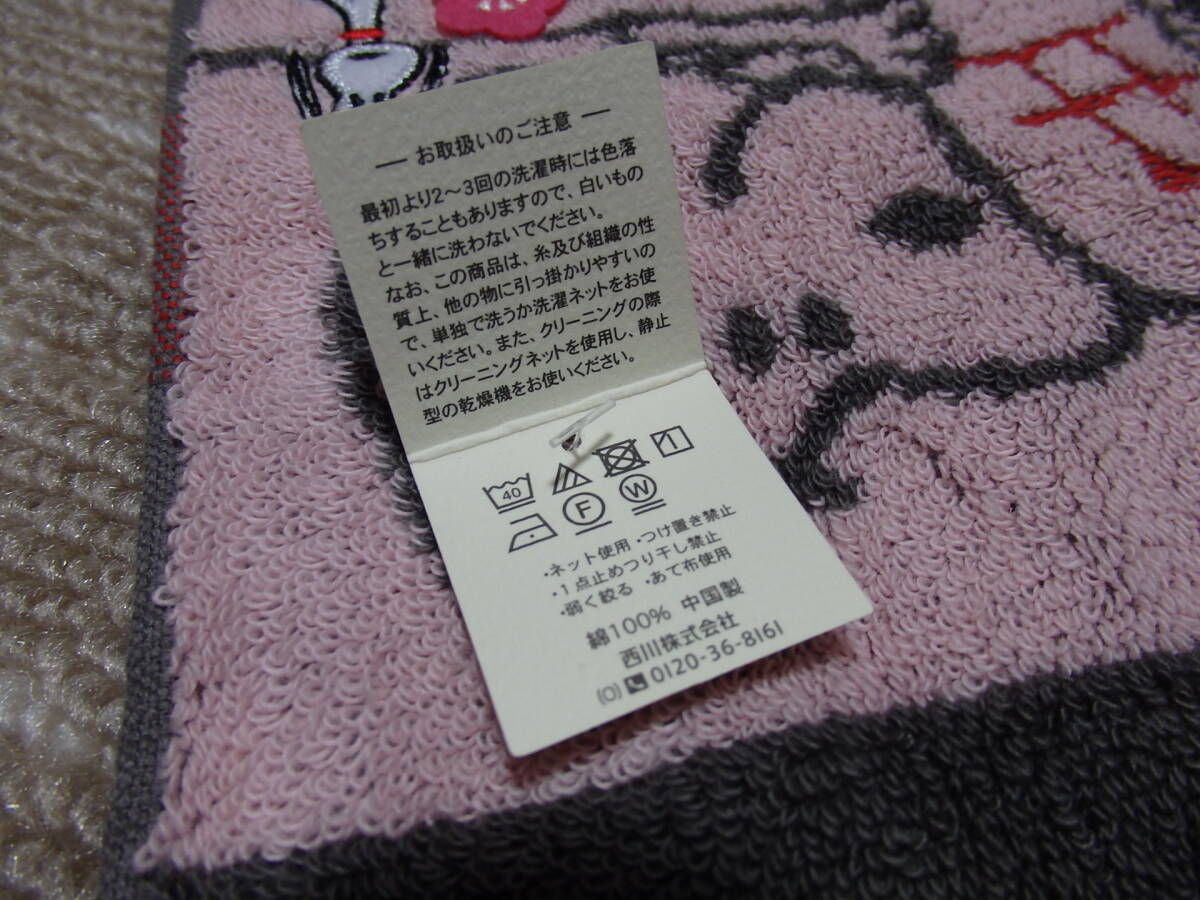 — お取扱いのご注意 —
最初より2～3回の洗濯時には色落
ちすることもありますので、白いもの
と一緒に洗わないでください。
なお、この商品は、糸及び組織の性
質上、他の物に引っ掛かりやすいの
で、単独で洗うか洗濯ネットをお使
いください。また、クリーニングの際
はクリーニングネットを使用し、静止
型の乾燥機をお使いください。
40
F W
・ネット使用 ・つけ置き禁止
・1点止めつり干し禁止
・弱く絞る ・あて布使用
綿100% 中国製
西川株式会社
(O) 0120-36-8161